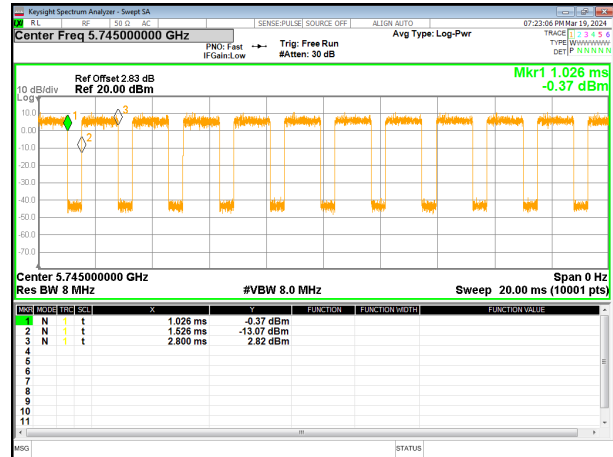 Keysight Spectrum Analyzer - Swept SA
RL RF 50 Ω AC SENSE:PULSE SOURCE OFF ALIGN AUTO 07:23:06 PM Mar 19, 2024
Center Freq 5.745000000 GHz Avg Type: Log-Pwr TRACE 1 2 3 4 5 6
PNO: Fast Trig: Free Run TYPE WWWWWW
IFGain:Low #Atten: 30 dB DET P NNNNN
Mkr1 1.026 ms
Ref Offset 2.83 dB
10 dB/div Ref 20.00 dBm -0.37 dBm
Log
10.0
0.00
-10.0
-20.0
-30.0
-40.0
-50.0
-60.0
-70.0
1
2
3
Center 5.745000000 GHz Span 0 Hz
Res BW 8 MHz #VBW 8.0 MHz Sweep 20.00 ms (10001 pts)
MKR MODE TRC SCL X Y FUNCTION FUNCTION WIDTH FUNCTION VALUE
1 N 1 t 1.026 ms -0.37 dBm
2 N 1 t 1.526 ms -13.07 dBm
3 N 1 t 2.800 ms 2.82 dBm
4
5
6
7
8
9
10
11
MSG STATUS